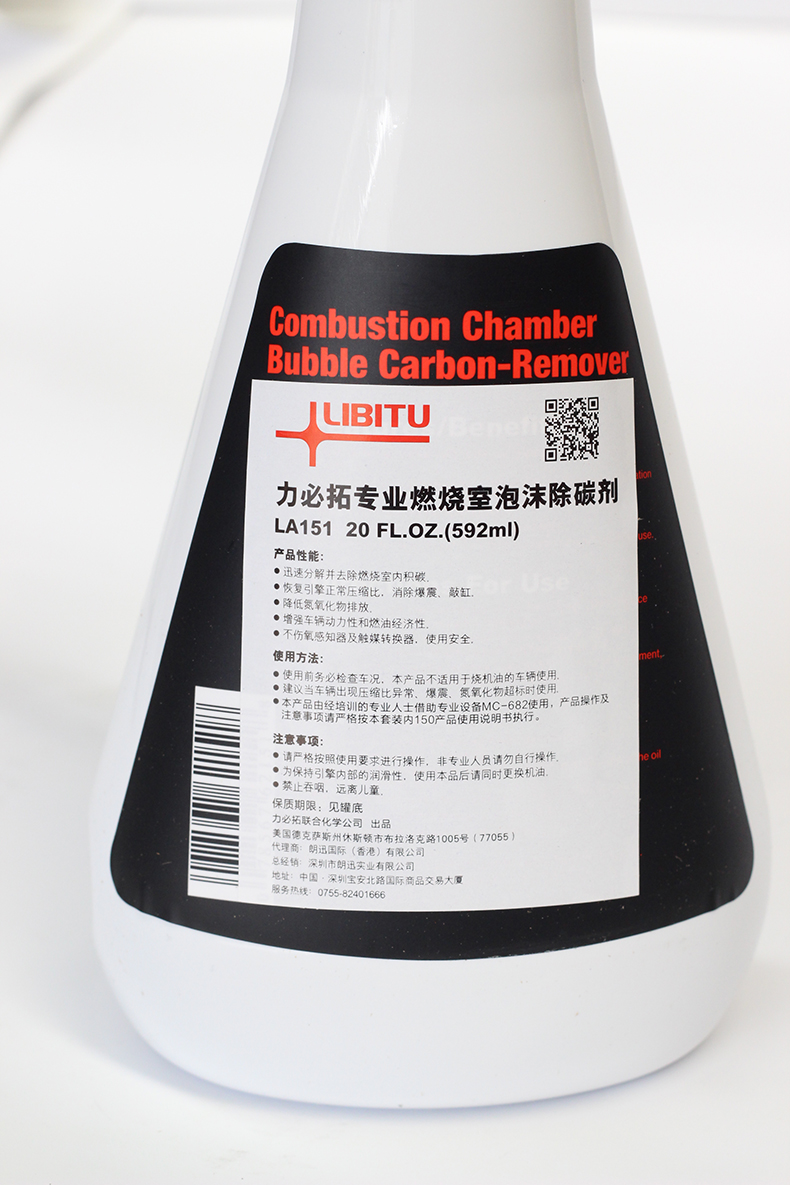 Combustion Chamber
Bubble Carbon-Remover
LIBITU
/Benefi
力必拓专业燃烧室泡沫除碳剂
LA151 20 FL.OZ.(592ml)
产品性能：
● 迅速分解并去除燃烧室内积碳.
● 恢复引擎正常压缩比，消除爆震、敲缸.
● 降低氮氧化物排放.
● 增强车辆动力性和燃油经济性.
● 不伤氧感知器及触媒转换器，使用安全.
For Use
使用方法：
● 使用前务必检查车况，本产品不适用于烧机油的车辆使用.
● 建议当车辆出现压缩比异常、爆震、氮氧化物超标时使用.
● 本产品由经培训的专业人士借助专业设备MC-682使用，产品操作及
注意事项请严格按本套装内150产品使用说明书执行。
注意事项：
● 请严格按照使用要求进行操作，非专业人员请勿自行操作.
● 为保持引擎内部的润滑性，使用本品后请同时更换机油.
● 禁止吞咽，远离儿童.
保质期限：见罐底
力必拓联合化学公司 出品
美国德克萨斯州休斯顿市布拉洛克路1005号（77055）
代理商：朗迅国际（香港）有限公司
总经销：深圳市朗迅实业有限公司
地址：中国·深圳宝安北路国际商品交易大厦
服务热线：0755-82401666
use.
ment,
oil